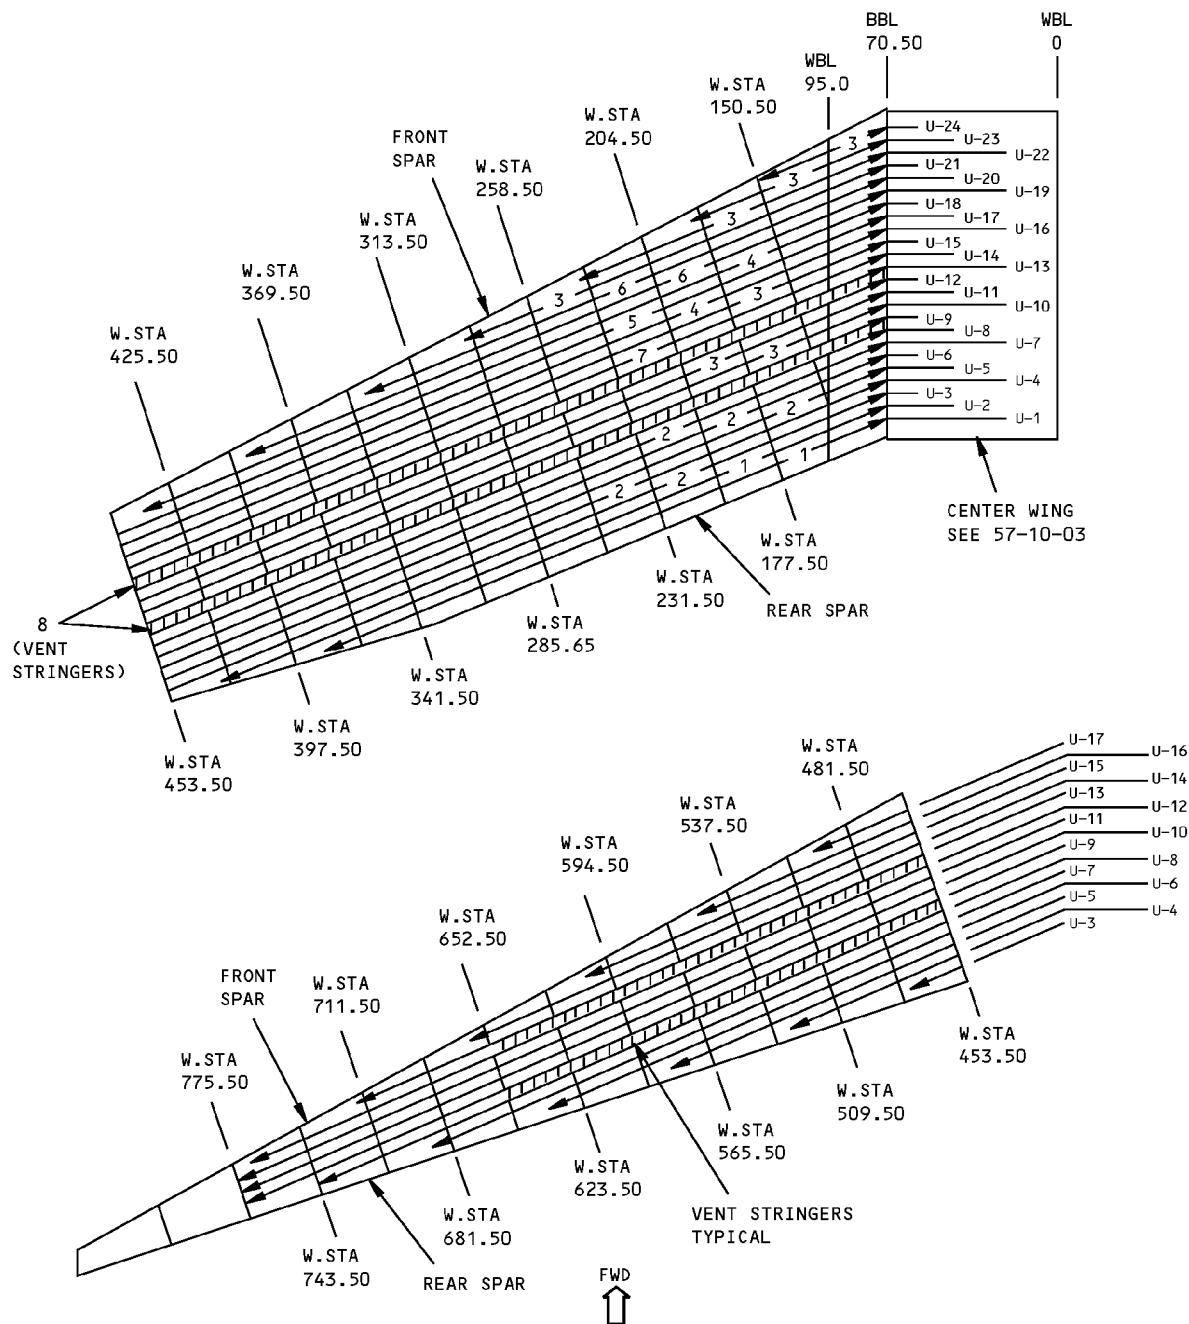 BBL
70.50
WBL
0
WBL
95.0
W.STA
150.50
W.STA
204.50
FRONT
SPAR
W.STA
258.50
W.STA
313.50
W.STA
369.50
W.STA
425.50
U-24
U-23
U-22
U-21
U-20
U-19
U-18
U-17
U-16
U-15
U-14
U-13
U-12
U-11
U-10
U-9
U-8
U-7
U-6
U-5
U-4
U-3
U-2
U-1
3
3
3
3
6
6
4
5
4
3
7
3
3
2
2
2
2
1
1
CENTER WING
SEE 57-10-03
W.STA
177.50
REAR SPAR
W.STA
231.50
W.STA
285.65
W.STA
341.50
W.STA
397.50
W.STA
453.50
8
(VENT
STRINGERS)
W.STA
481.50
W.STA
537.50
W.STA
594.50
W.STA
652.50
FRONT
SPAR
W.STA
711.50
W.STA
775.50
U-17
U-16
U-15
U-14
U-13
U-12
U-11
U-10
U-9
U-8
U-7
U-6
U-5
U-4
U-3
W.STA
453.50
W.STA
509.50
W.STA
565.50
W.STA
623.50
VENT STRINGERS
TYPICAL
W.STA
681.50
W.STA
743.50
REAR SPAR
FWD